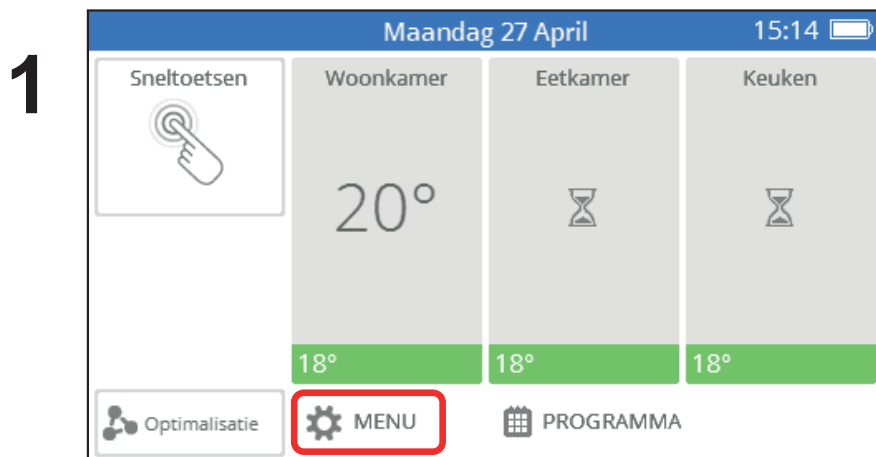 1
Maandag 27 April 15:14
Sneltoetsen
Woonkamer
Eetkamer
Keuken
20°
18°
18°
18°
Optimalisatie
MENU
PROGRAMMA